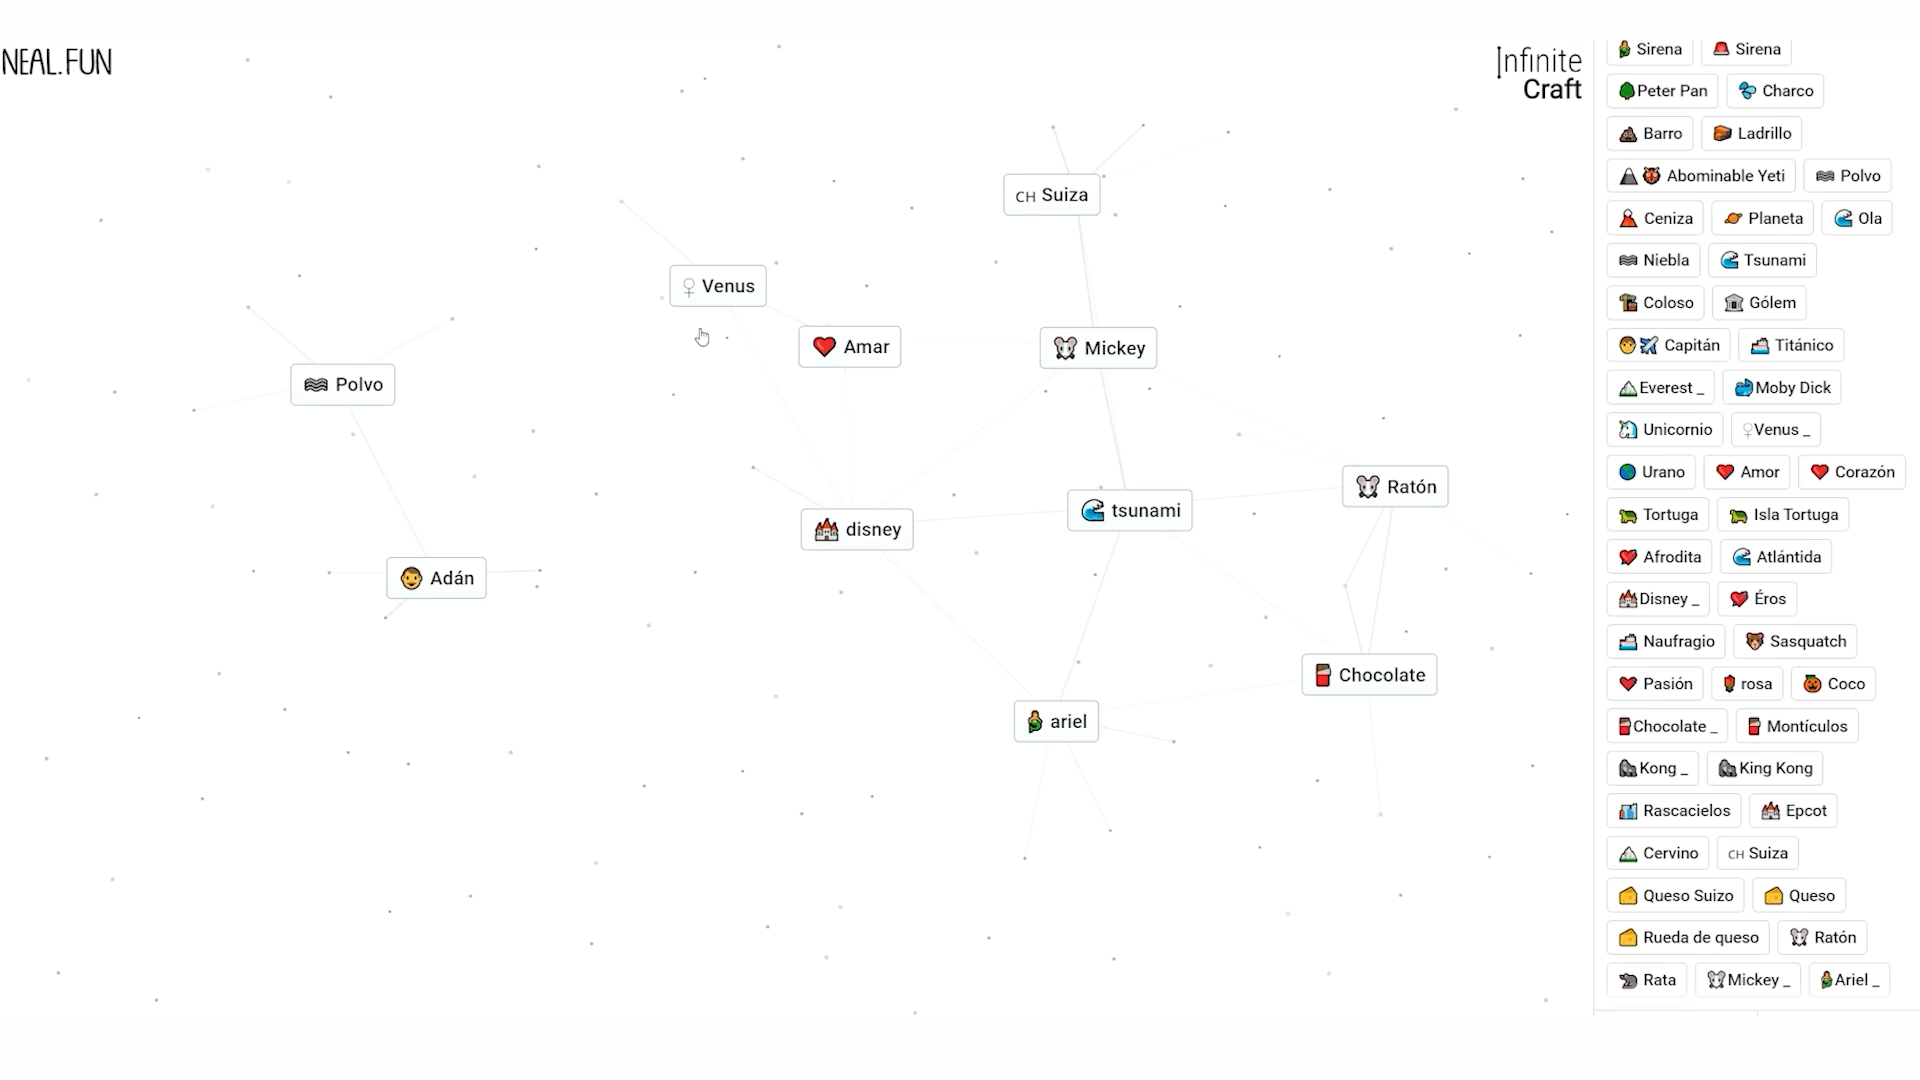 NEAL.FUN
Infinite
Craft
CH Suiza
Venus
Amar
Mickey
Polvo
Ratón
tsunami
disney
Adán
Chocolate
ariel
Sirena Sirena
Peter Pan Charco
Barro Ladrillo
Abominable Yeti Polvo
Ceniza Planeta Ola
Niebla Tsunami
Coloso Gólem
Capitán Titánico
Everest _ Moby Dick
Unicornio Venus _
Urano Amor Corazón
Tortuga Isla Tortuga
Afrodita Atlántida
Disney _ Éros
Naufragio Sasquatch
Pasión rosa Coco
Chocolate _ Montículos
Kong _ King Kong
Rascacielos Epcot
Cervino CH Suiza
Queso Suizo Queso
Rueda de queso Ratón
Rata Mickey _ Ariel _